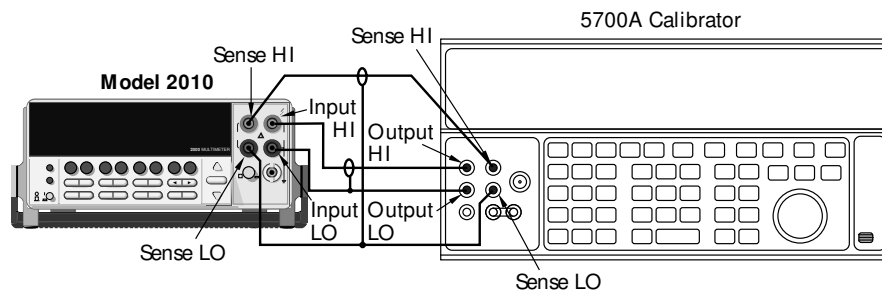 5700A Calibrator
Sense HI
Sense HI
Model 2010
Input
HI
Output
HI
2000 MULTIMETER
Input
LO
Output
LO
Sense LO
Sense LO